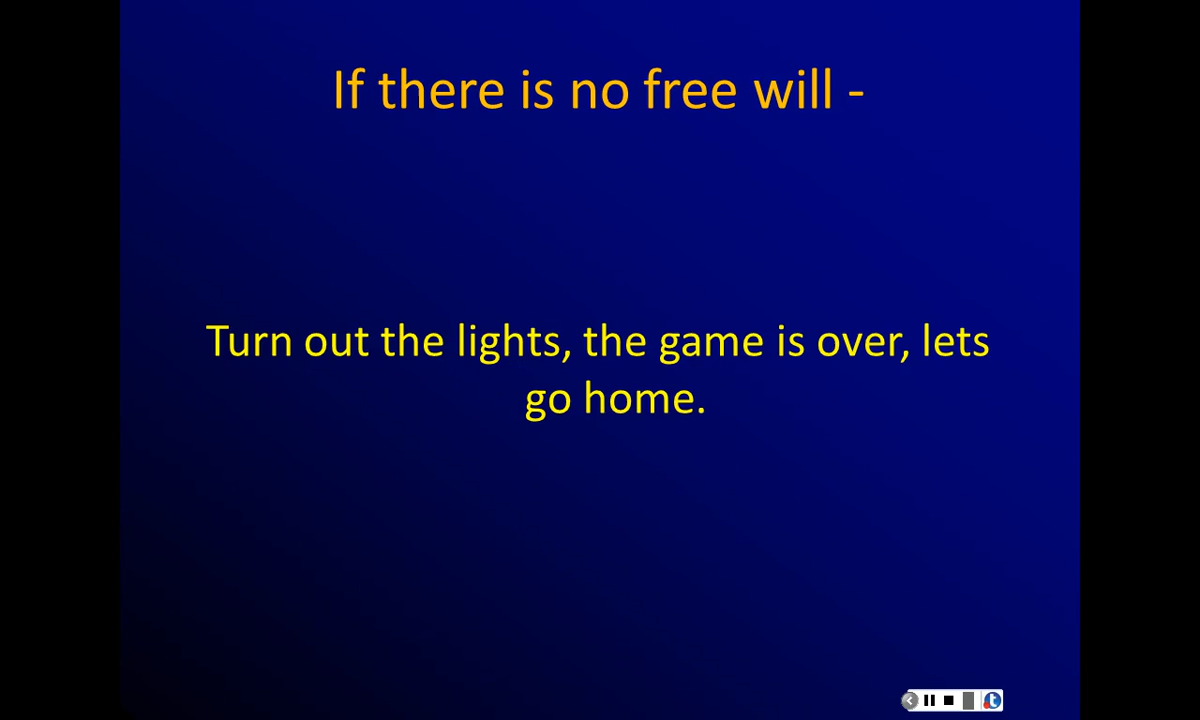 If there is no free will -
Turn out the lights, the game is over, lets
go home.